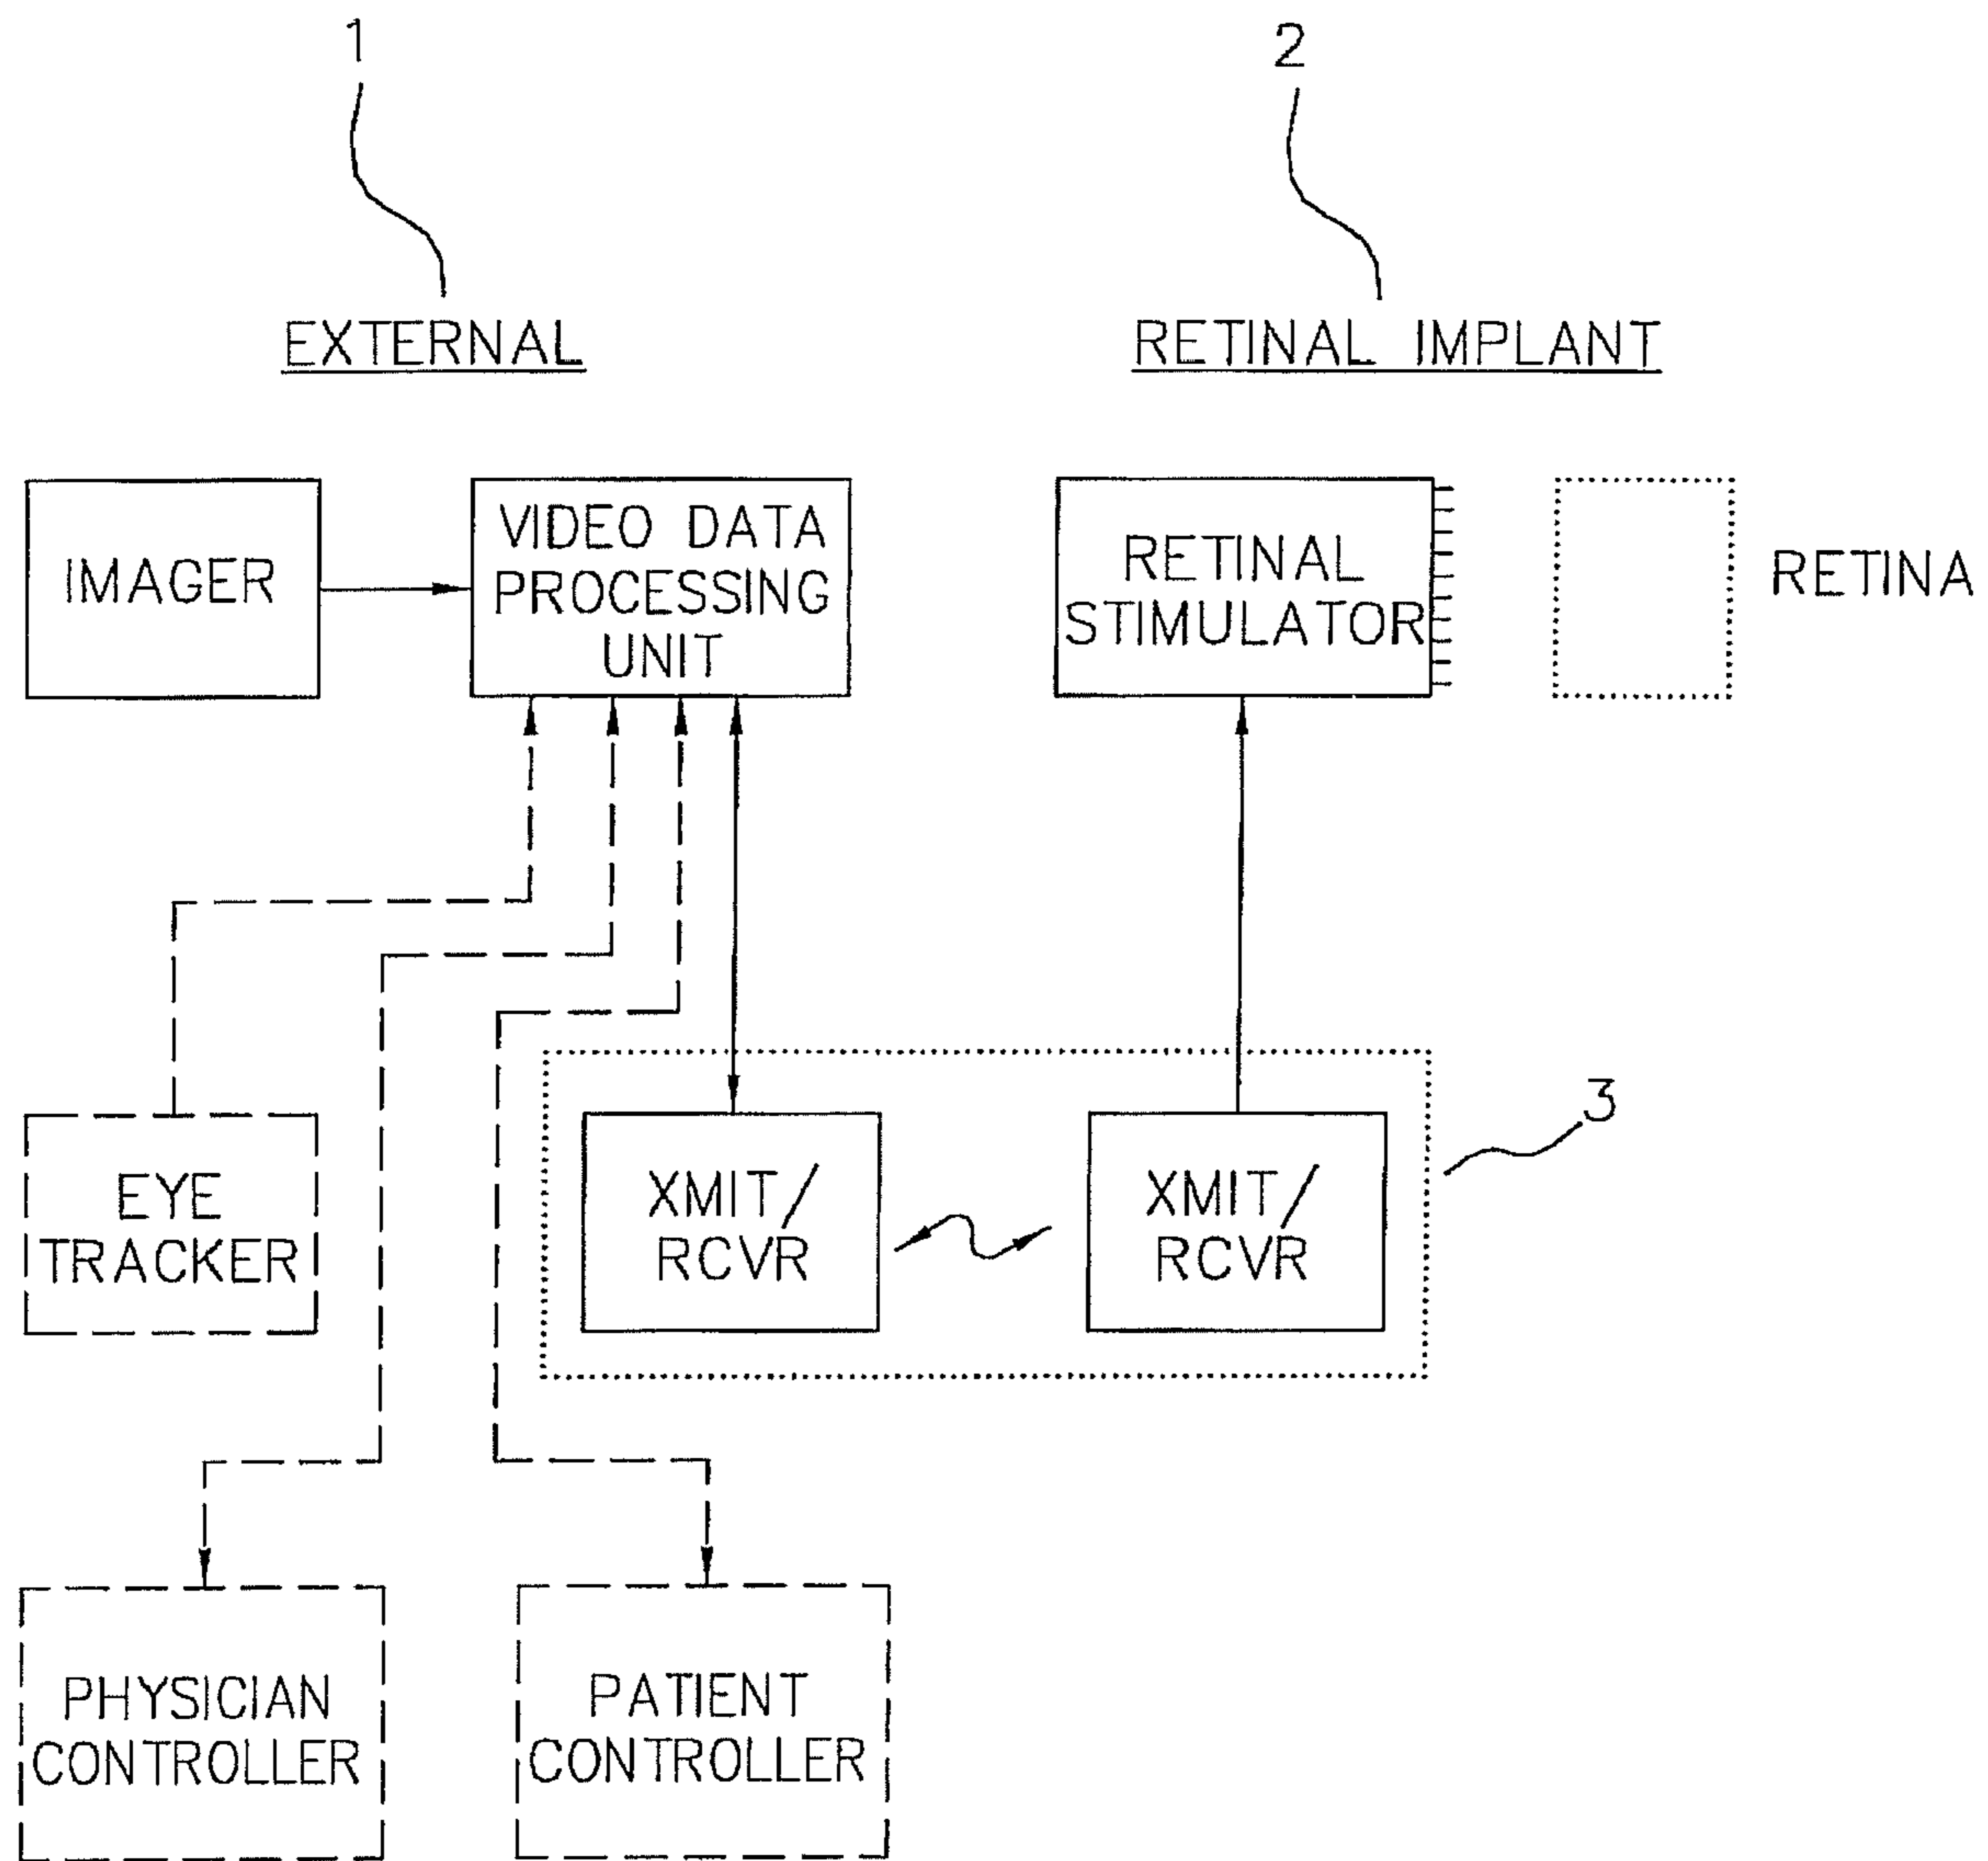 1
2
EXTERNAL
RETINAL IMPLANT
IMAGER
VIDEO DATA
PROCESSING
UNIT
RETINAL
STIMULATOR
RETINA
3
EYE
TRACKER
XMIT/
RCVR
XMIT/
RCVR
PHYSICIAN
CONTROLLER
PATIENT
CONTROLLER